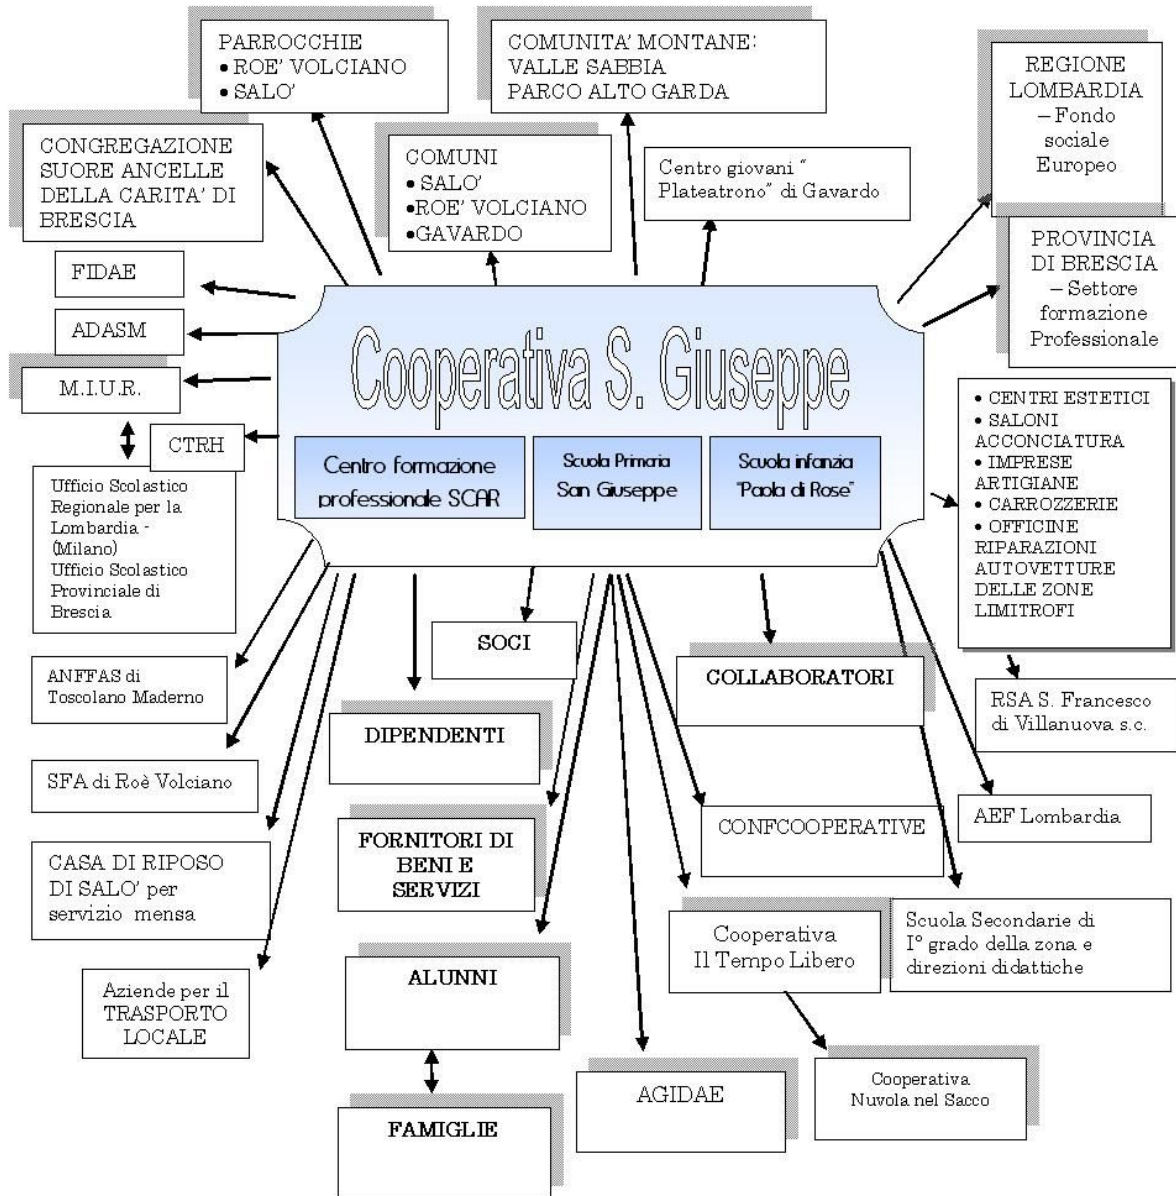 PARROCCHIE
• ROE' VOLCIANO
• SALO'
COMUNITA' MONTANE:
VALLE SABBIA
PARCO ALTO GARDA
REGIONE
LOMBARDIA
– Fondo
sociale
Europeo
CONGREGAZIONE
SUORE ANCELLE
DELLA CARITA' DI
BRESCIA
COMUNI
• SALO'
•ROE' VOLCIANO
•GAVARDO
Centro giovani “
Plateatrono” di Gavardo
PROVINCIA
DI BRESCIA
– Settore
formazione
Professionale
FIDAE
ADASM
M.I.U.R.
CTRH
Cooperativa S. Giuseppe
Centro formazione
professionale SCAR
Scuola Primaria
San Giuseppe
Scuola infanzia
"Paola di Rose"
• CENTRI ESTETICI
• SALONI
ACCONCIATURA
• IMPRESE
ARTIGIANE
• CARROZZERIE
• OFFICINE
RIPARAZIONI
AUTOVETTURE
DELLE ZONE
LIMITROFI
Ufficio Scolastico
Regionale per la
Lombardia -
(Milano)
Ufficio Scolastico
Provinciale di
Brescia
SOCI
COLLABORATORI
ANFFAS di
Toscolano Maderno
RSA S. Francesco
di Villanuova s.c.
DIPENDENTI
SFA di Roè Volciano
CONFCOOPERATIVE
AEF Lombardia
FORNITORI DI
BENI E
SERVIZI
CASA DI RIPOSO
DI SALO' per
servizio mensa
Cooperativa
Il Tempo Libero
Scuola Secondarie di
I° grado della zona e
direzioni didattiche
ALUNNI
Aziende per il
TRASPORTO
LOCALE
AGIDAE
Cooperativa
Nuvola nel Sacco
FAMIGLIE